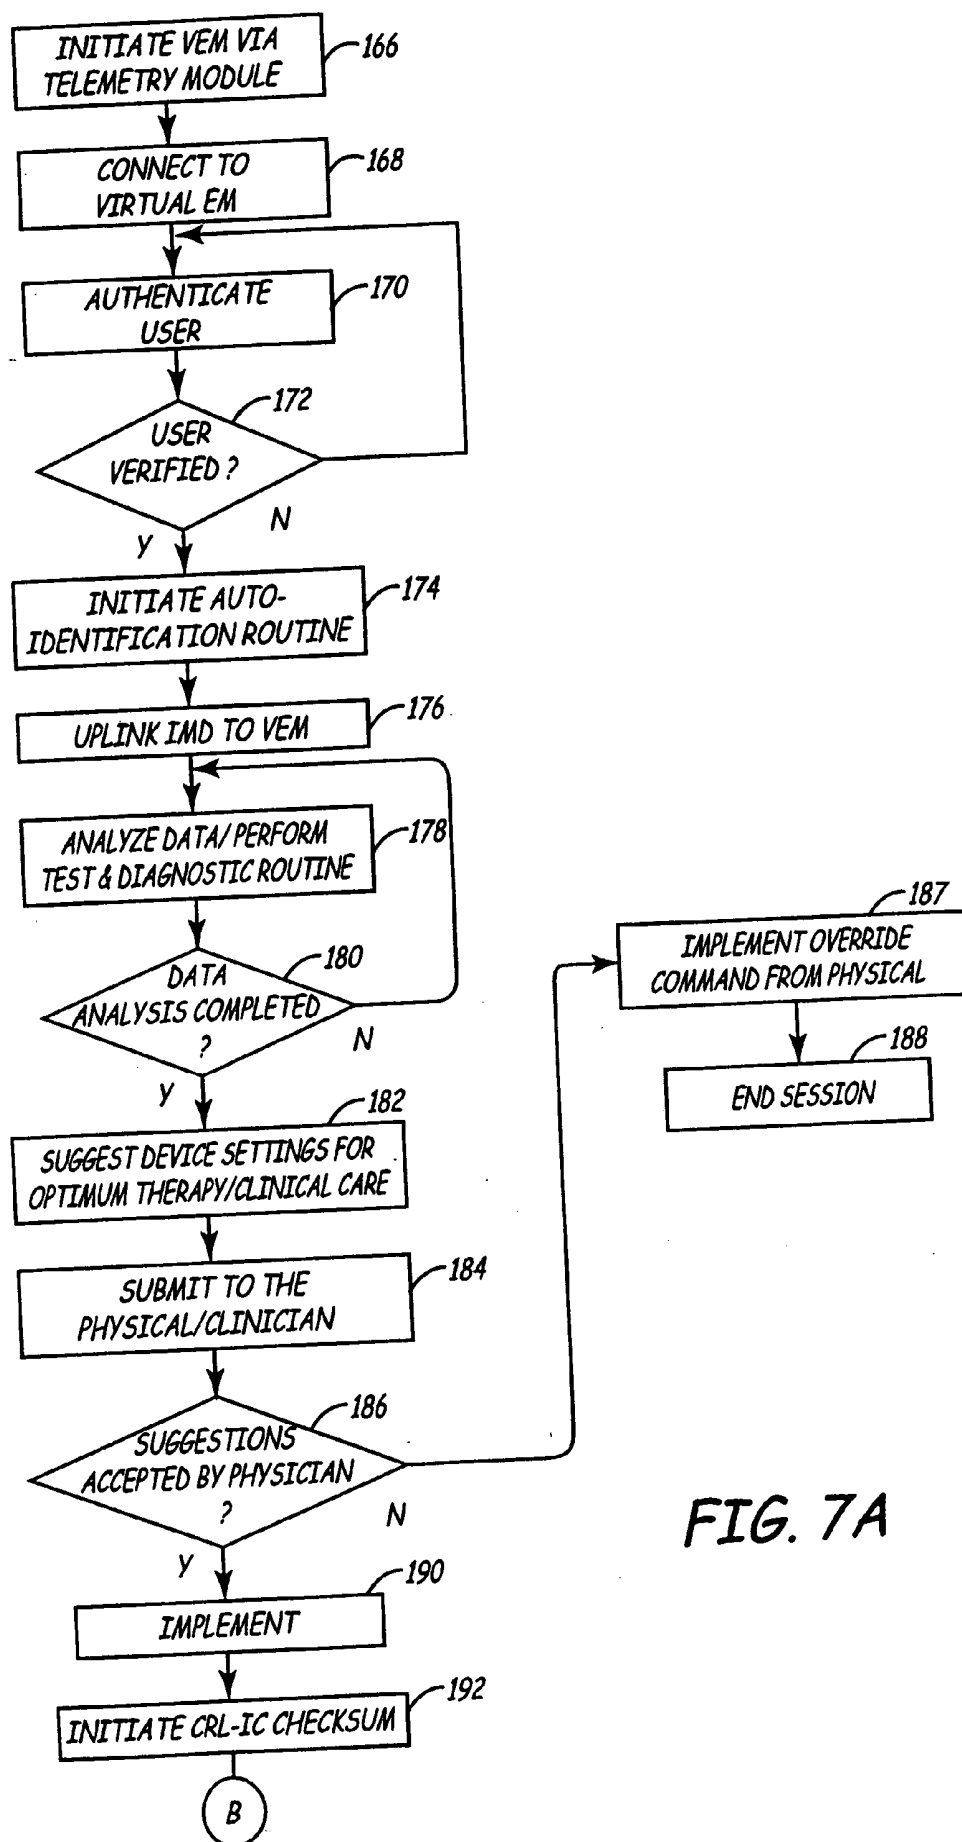 INITIATE VEM VIA
TELEMETRY MODULE
166
CONNECT TO
VIRTUAL EM
168
AUTHENTICATE
USER
170
172
USER
VERIFIED ?
N
Y
INITIATE AUTO-
IDENTIFICATION ROUTINE
174
UPLINK IMD TO VEM
176
ANALYZE DATA/PERFORM
TEST & DIAGNOSTIC ROUTINE
178
180
DATA
ANALYSIS COMPLETED
?
N
Y
182
SUGGEST DEVICE SETTINGS FOR
OPTIMUM THERAPY/CLINICAL CARE
SUBMIT TO THE
PHYSICAL/CLINICIAN
184
186
SUGGESTIONS
ACCEPTED BY PHYSICIAN
?
N
Y
187
IMPLEMENT OVERRIDE
COMMAND FROM PHYSICAL
188
END SESSION
190
IMPLEMENT
192
INITIATE CRL-IC CHECKSUM
B
FIG. 7A